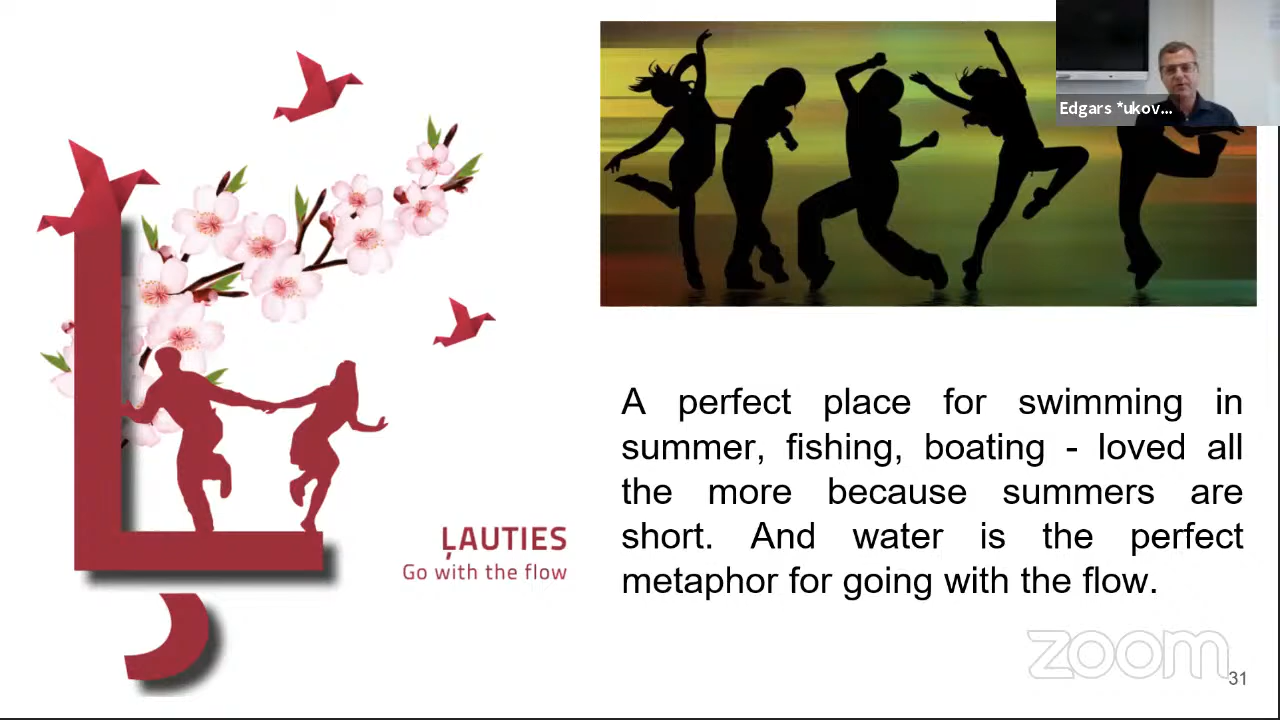 Edgars *ukov...
ĻAUTIES
Go with the flow
A perfect place for swimming in
summer, fishing, boating - loved all
the more because summers are
short. And water is the perfect
metaphor for going with the flow.
zoom
31